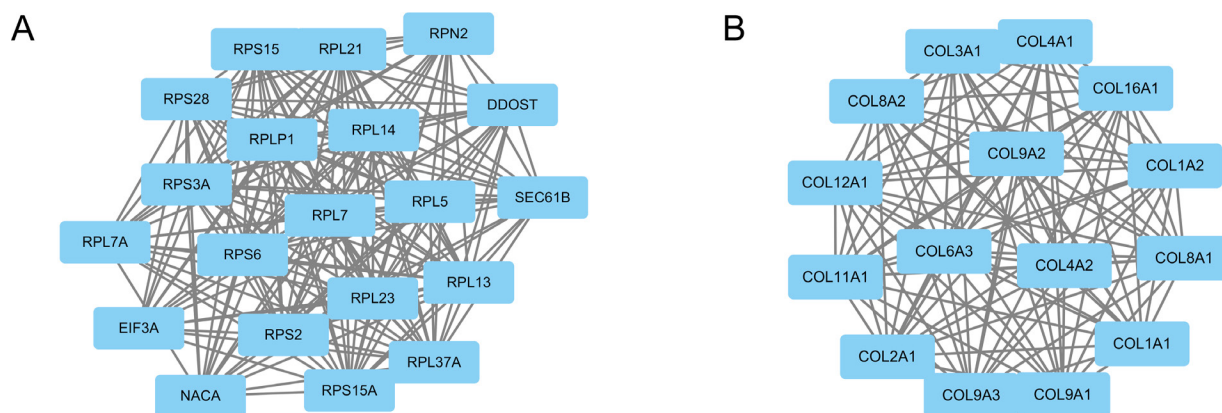 A
RPS15
RPL21
RPN2
RPS28
DDOST
RPLP1
RPL14
RPS3A
SEC61B
RPL5
RPL7
RPL7A
RPS6
RPL13
RPL23
EIF3A
RPS2
RPL37A
NACA
RPS15A
B
COL3A1
COL4A1
COL8A2
COL16A1
COL9A2
COL1A2
COL12A1
COL6A3
COL8A1
COL4A2
COL11A1
COL1A1
COL2A1
COL9A3
COL9A1